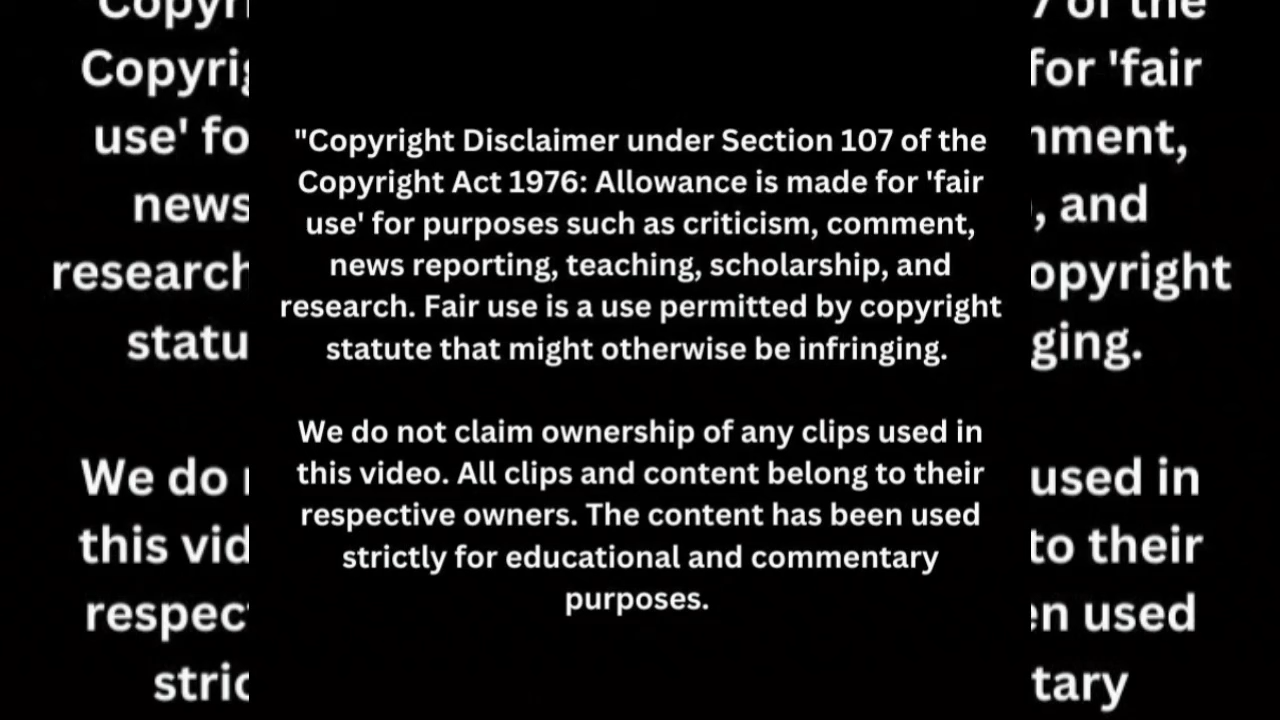 "Copyright Disclaimer under Section 107 of the
Copyright Act 1976: Allowance is made for 'fair
use' for purposes such as criticism, comment,
news reporting, teaching, scholarship, and
research. Fair use is a use permitted by copyright
statute that might otherwise be infringing.
We do not claim ownership of any clips used in
this video. All clips and content belong to their
respective owners. The content has been used
strictly for educational and commentary
purposes.